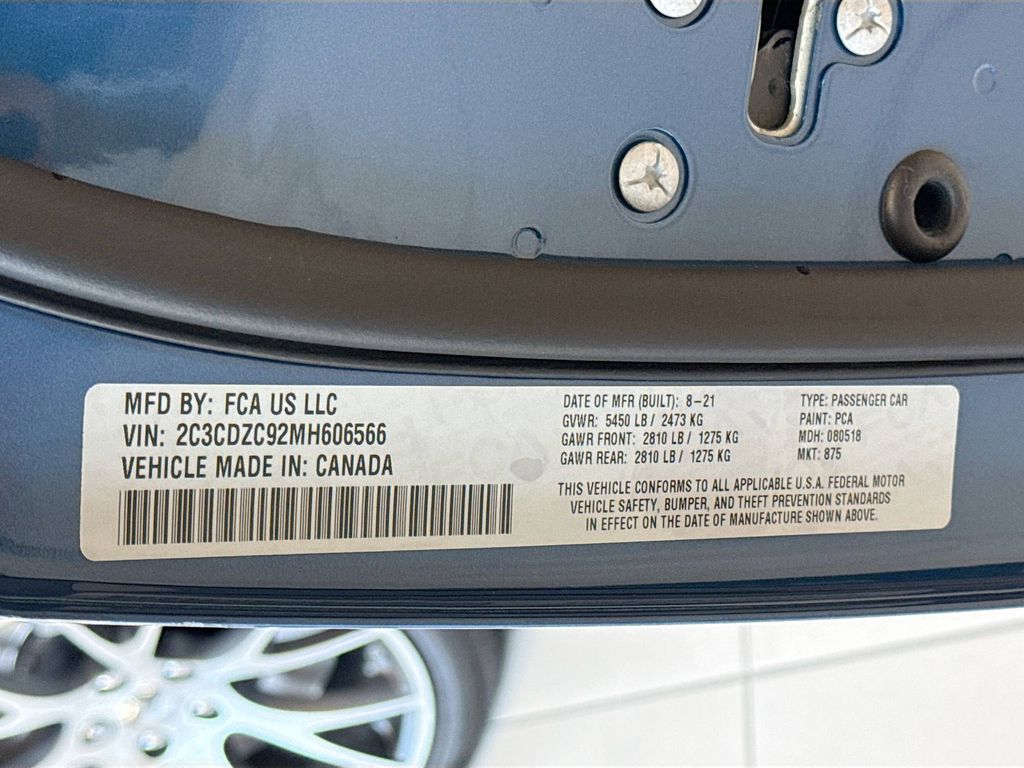 MFD BY: FCA US LLC
VIN: 2C3CDZC92MH606566
VEHICLE MADE IN: CANADA
DATE OF MFR (BUILT): 8-21
GVWR: 5450 LB / 2473 KG
GAWR FRONT: 2810 LB / 1275 KG
GAWR REAR: 2810 LB / 1275 KG
TYPE: PASSENGER CAR
PAINT: PCA
MDH: 080518
MKT: 875
THIS VEHICLE CONFORMS TO ALL APPLICABLE U.S.A. FEDERAL MOTOR
VEHICLE SAFETY, BUMPER, AND THEFT PREVENTION STANDARDS
IN EFFECT ON THE DATE OF MANUFACTURE SHOWN ABOVE.